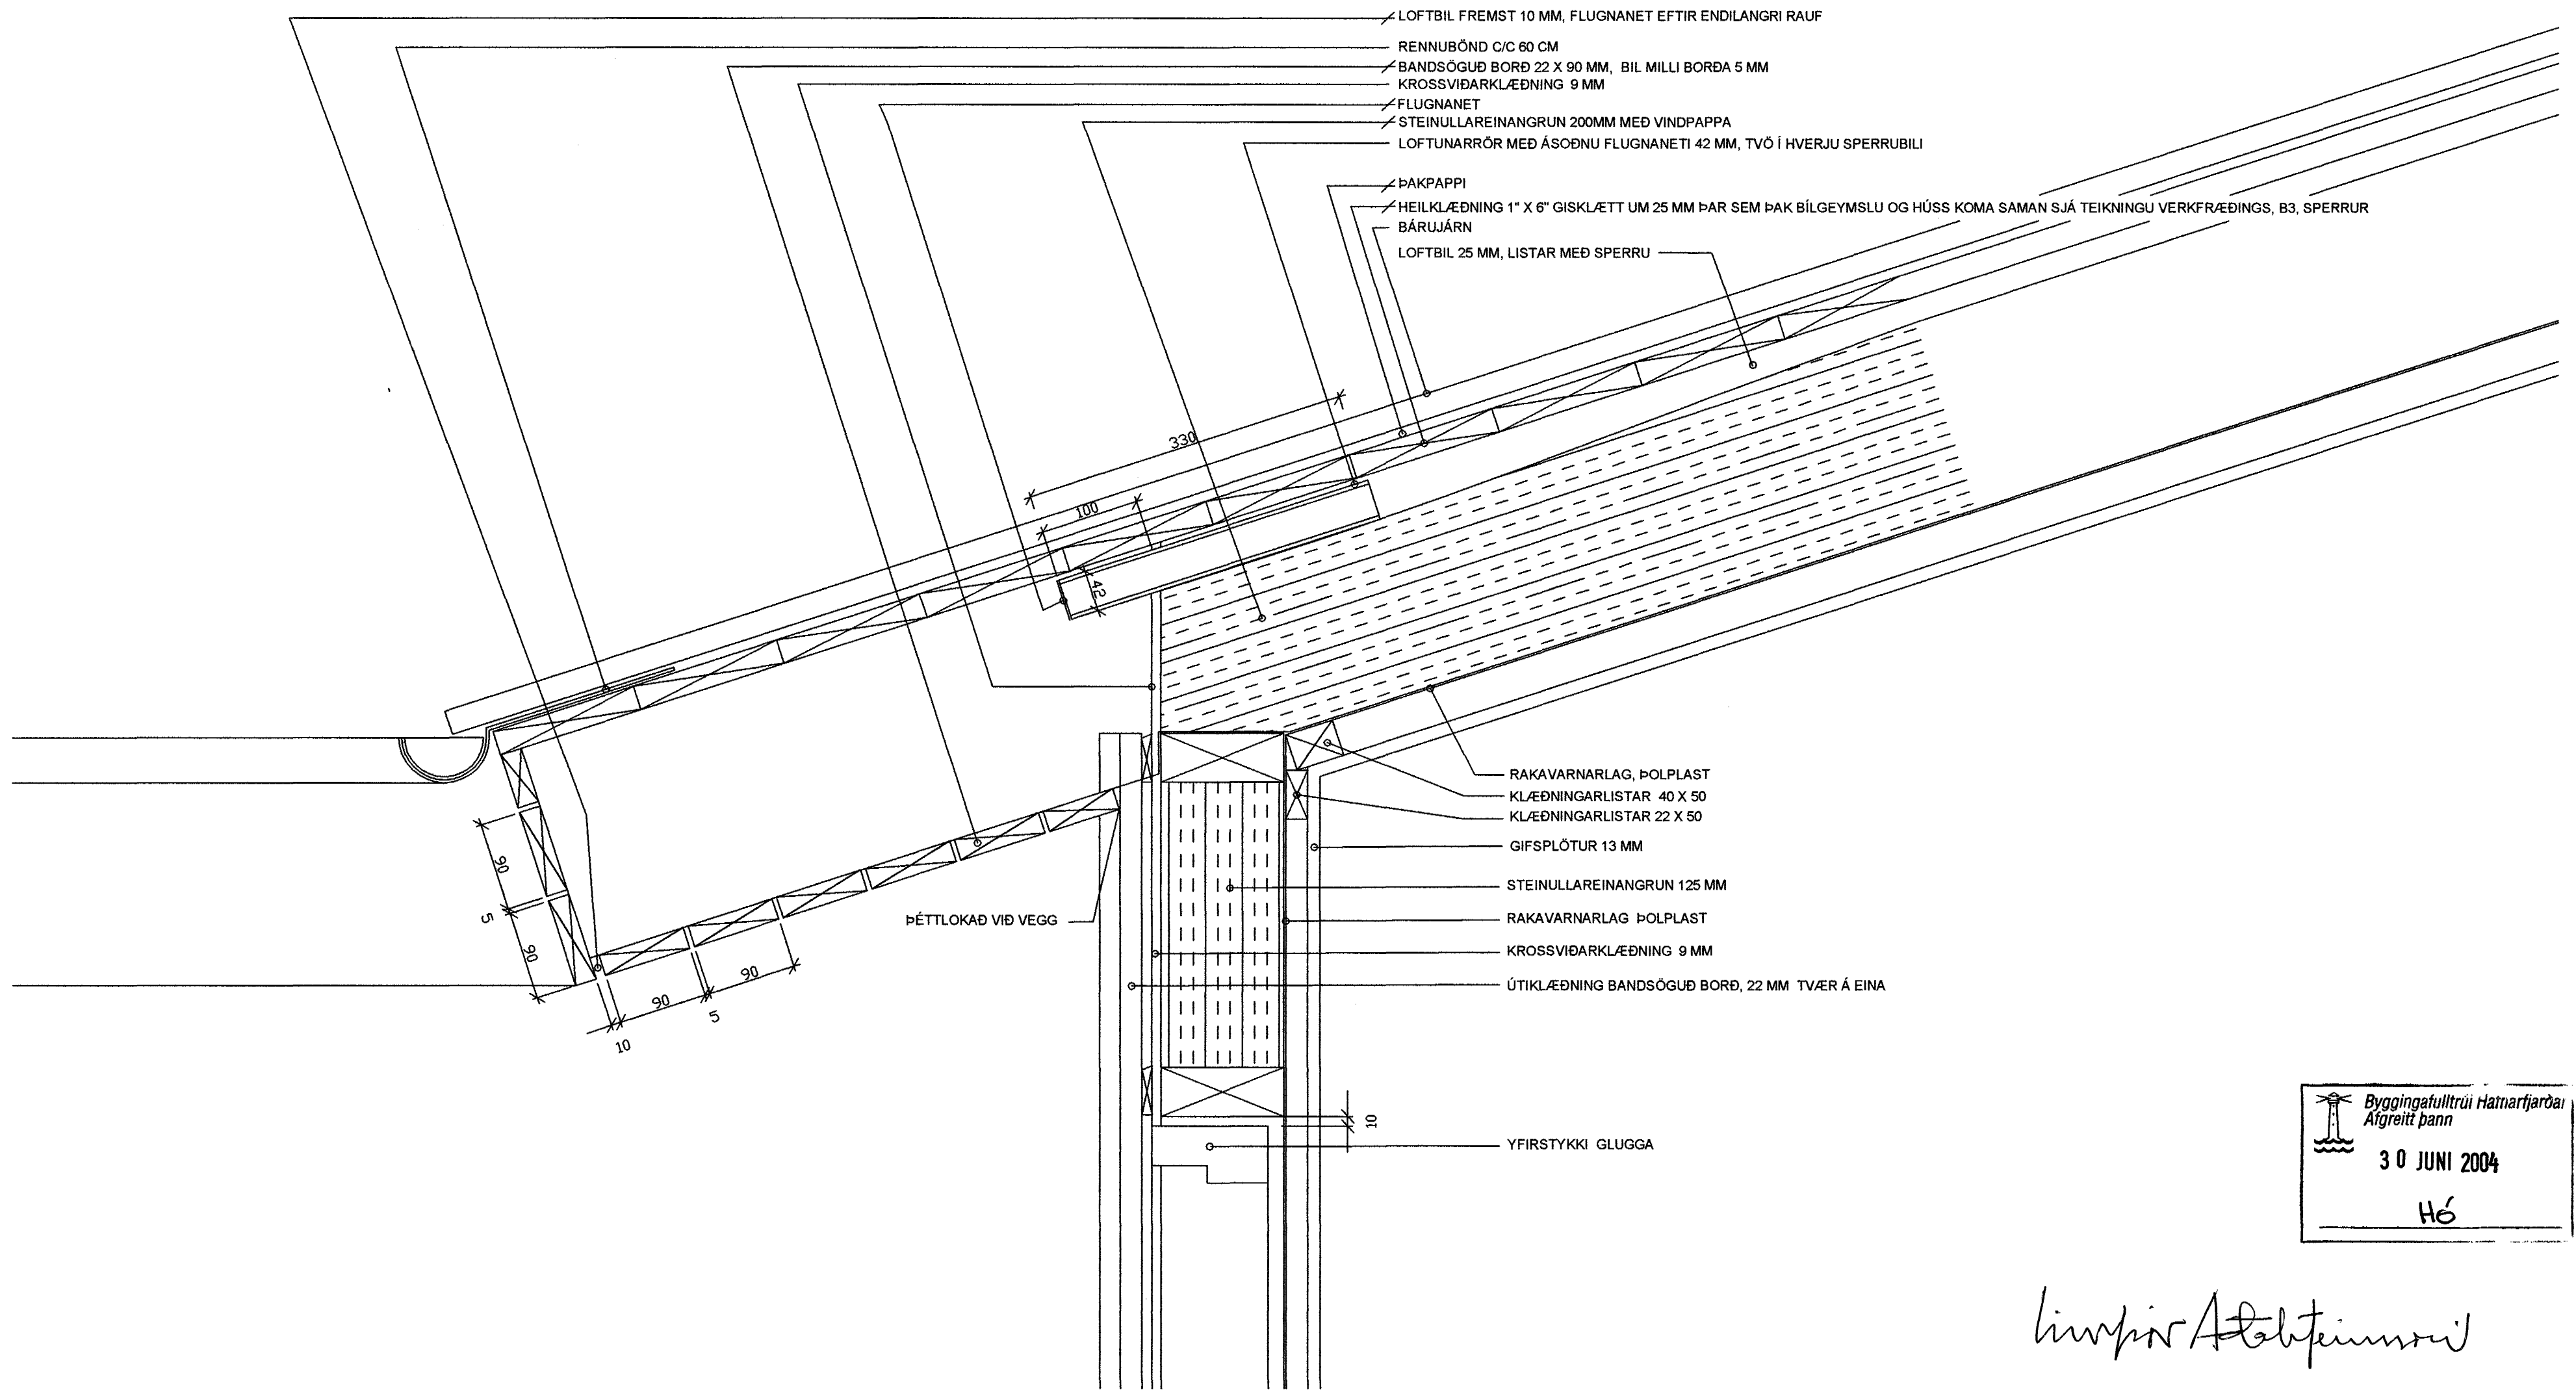 LOFTBIL FREMST 10 MM, FLUGNANET EFTIR ENDILANGRI RAUF
RENNUBÖND C/C 60 CM
BANDSÖGUÐ BORÐ 22 X 90 MM, BIL MILLI BORÐA 5 MM
KROSSVIÐARKLÆÐNING 9 MM
FLUGNANET
STEINULLAREINANGRUN 200MM MEÐ VINDPAPPA
LOFTUNARRÖR MEÐ ÁSOÐNU FLUGNANETI 42 MM, TVÖ Í HVERJU SPERRUBILI
ÞAKPAPPI
HEILKLÆÐNING 1" X 6" GISKLÆTT UM 25 MM ÞAR SEM ÞAK BÍLGEYMSLU OG HÚSS KOMA SAMAN SJÁ TEIKNINGU VERKFRÆÐINGS, B3, SPERRUR
BÁRUJÁRN
LOFTBIL 25 MM, LISTAR MEÐ SPERRU
330
100
42
RAKAVARNARLAG, ÞOLPLAST
KLÆÐNINGARLISTAR 40 X 50
KLÆÐNINGARLISTAR 22 X 50
GIFSPLÖTUR 13 MM
STEINULLAREINANGRUN 125 MM
ÞÉTTLOKAÐ VIÐ VEGG
RAKAVARNARLAG ÞOLPLAST
KROSSVIÐARKLÆÐNING 9 MM
ÚTIKLÆÐNING BANDSÖGUÐ BORÐ, 22 MM TVÆR Á EINA
90
5
90
90
5
90
10
10
YFIRSTYKKI GLUGGA
Byggingafulltrúi Hafnarfjarðar
Afgreitt þann
30 JUNI 2004
HÓ